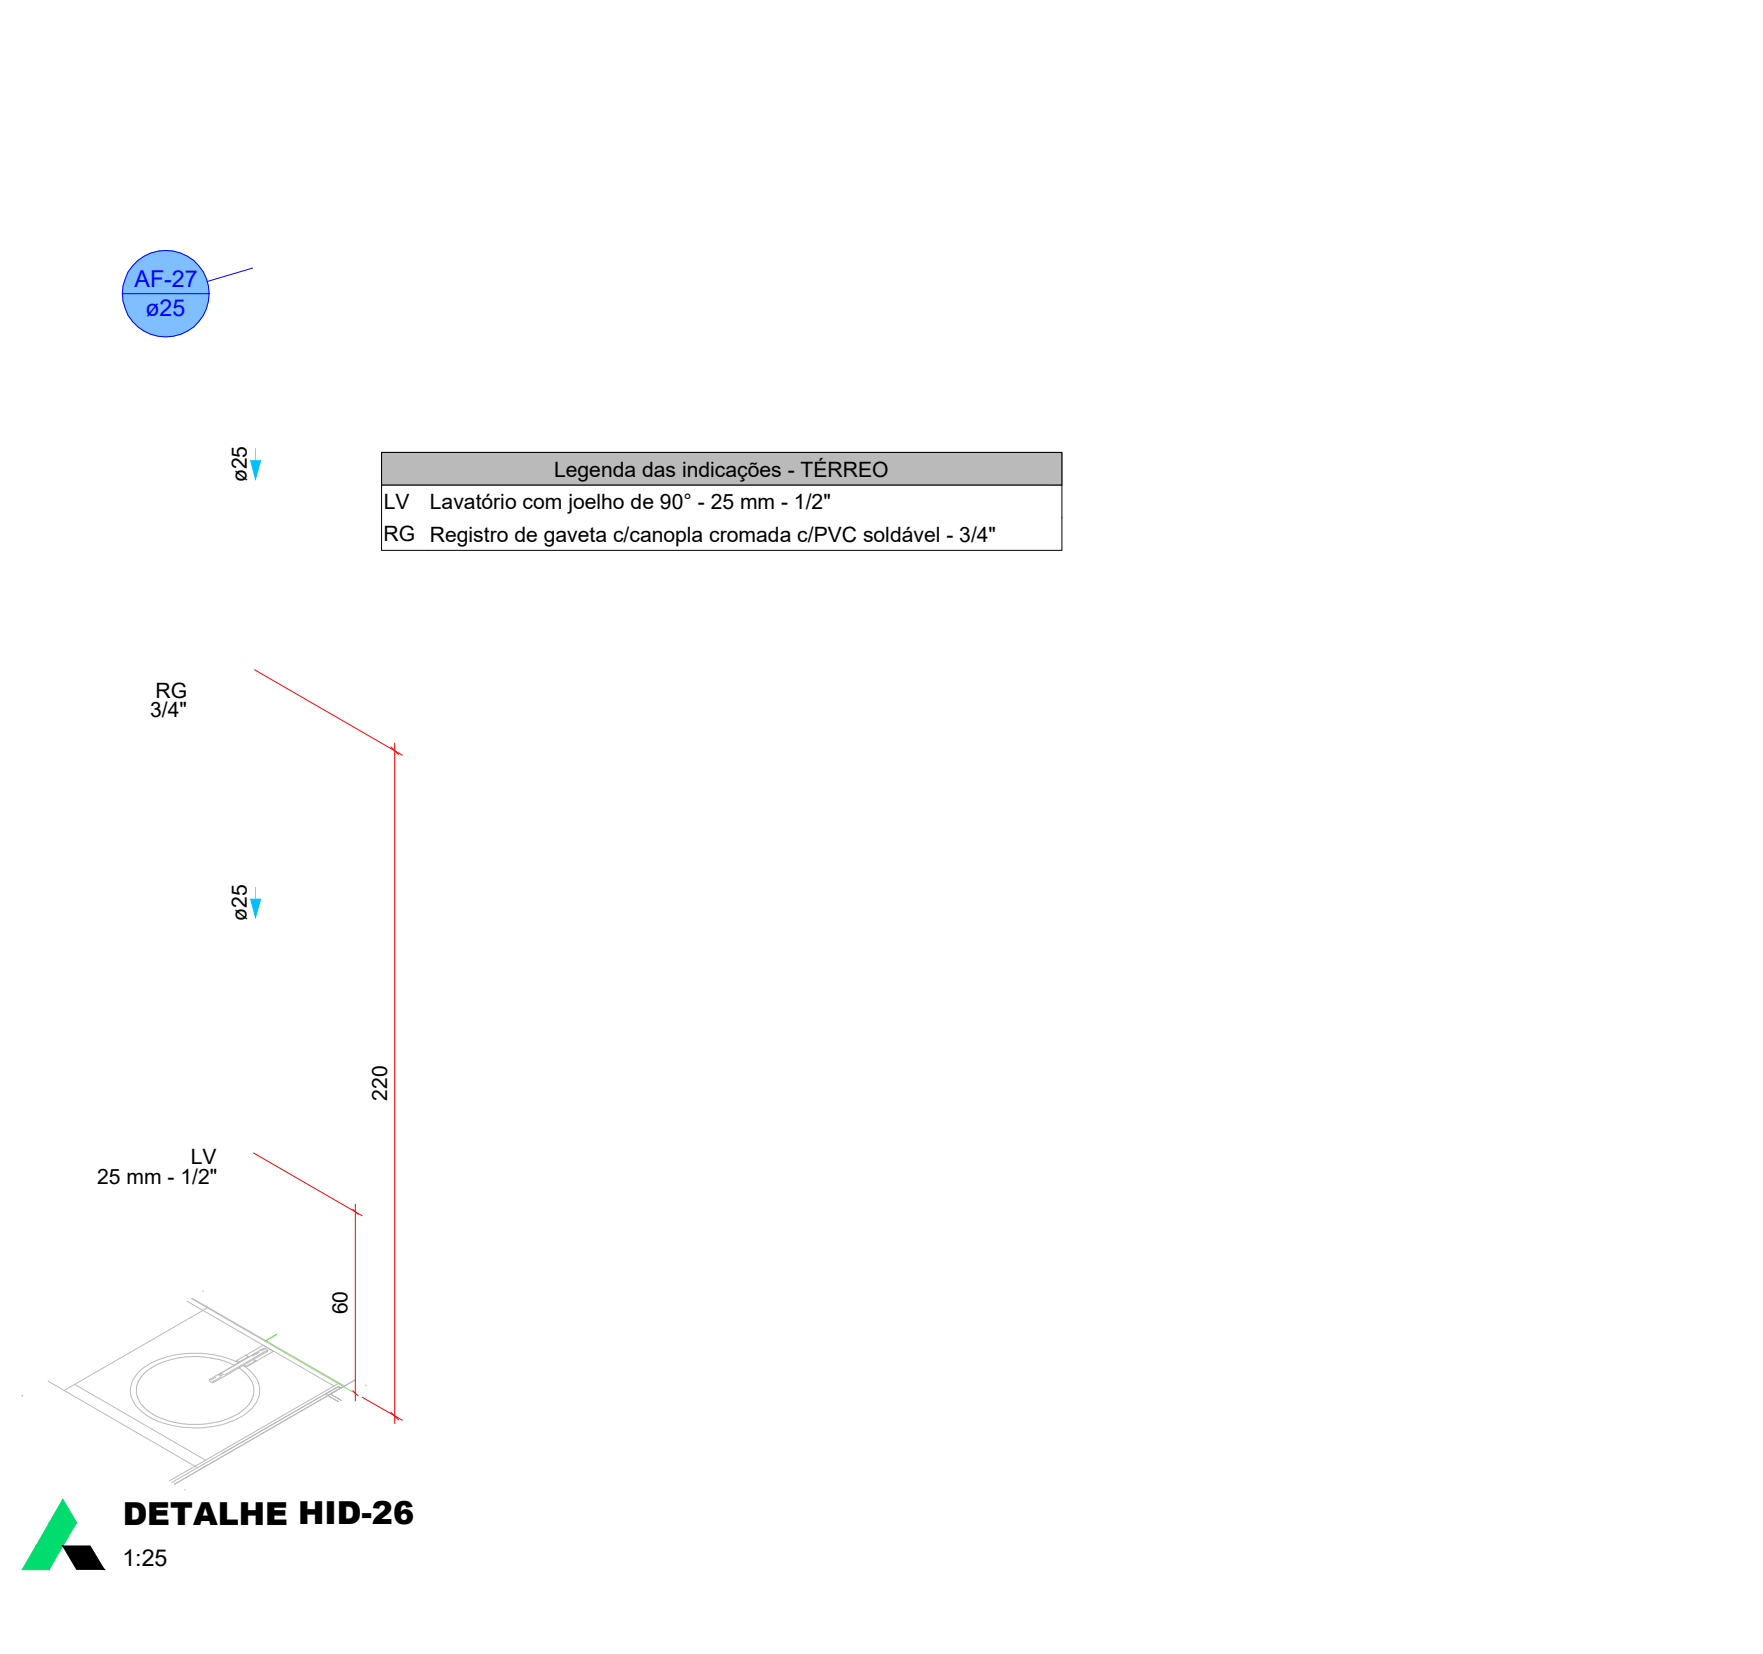 AF-27
ø25
ø25
Legenda das indicações - TÉRREO
LV Lavatório com joelho de 90° - 25 mm - 1/2"
RG Registro de gaveta c/canopla cromada c/PVC soldável - 3/4"
RG
3/4"
ø25
220
LV
25 mm - 1/2"
60
DETALHE HID-26
1:25